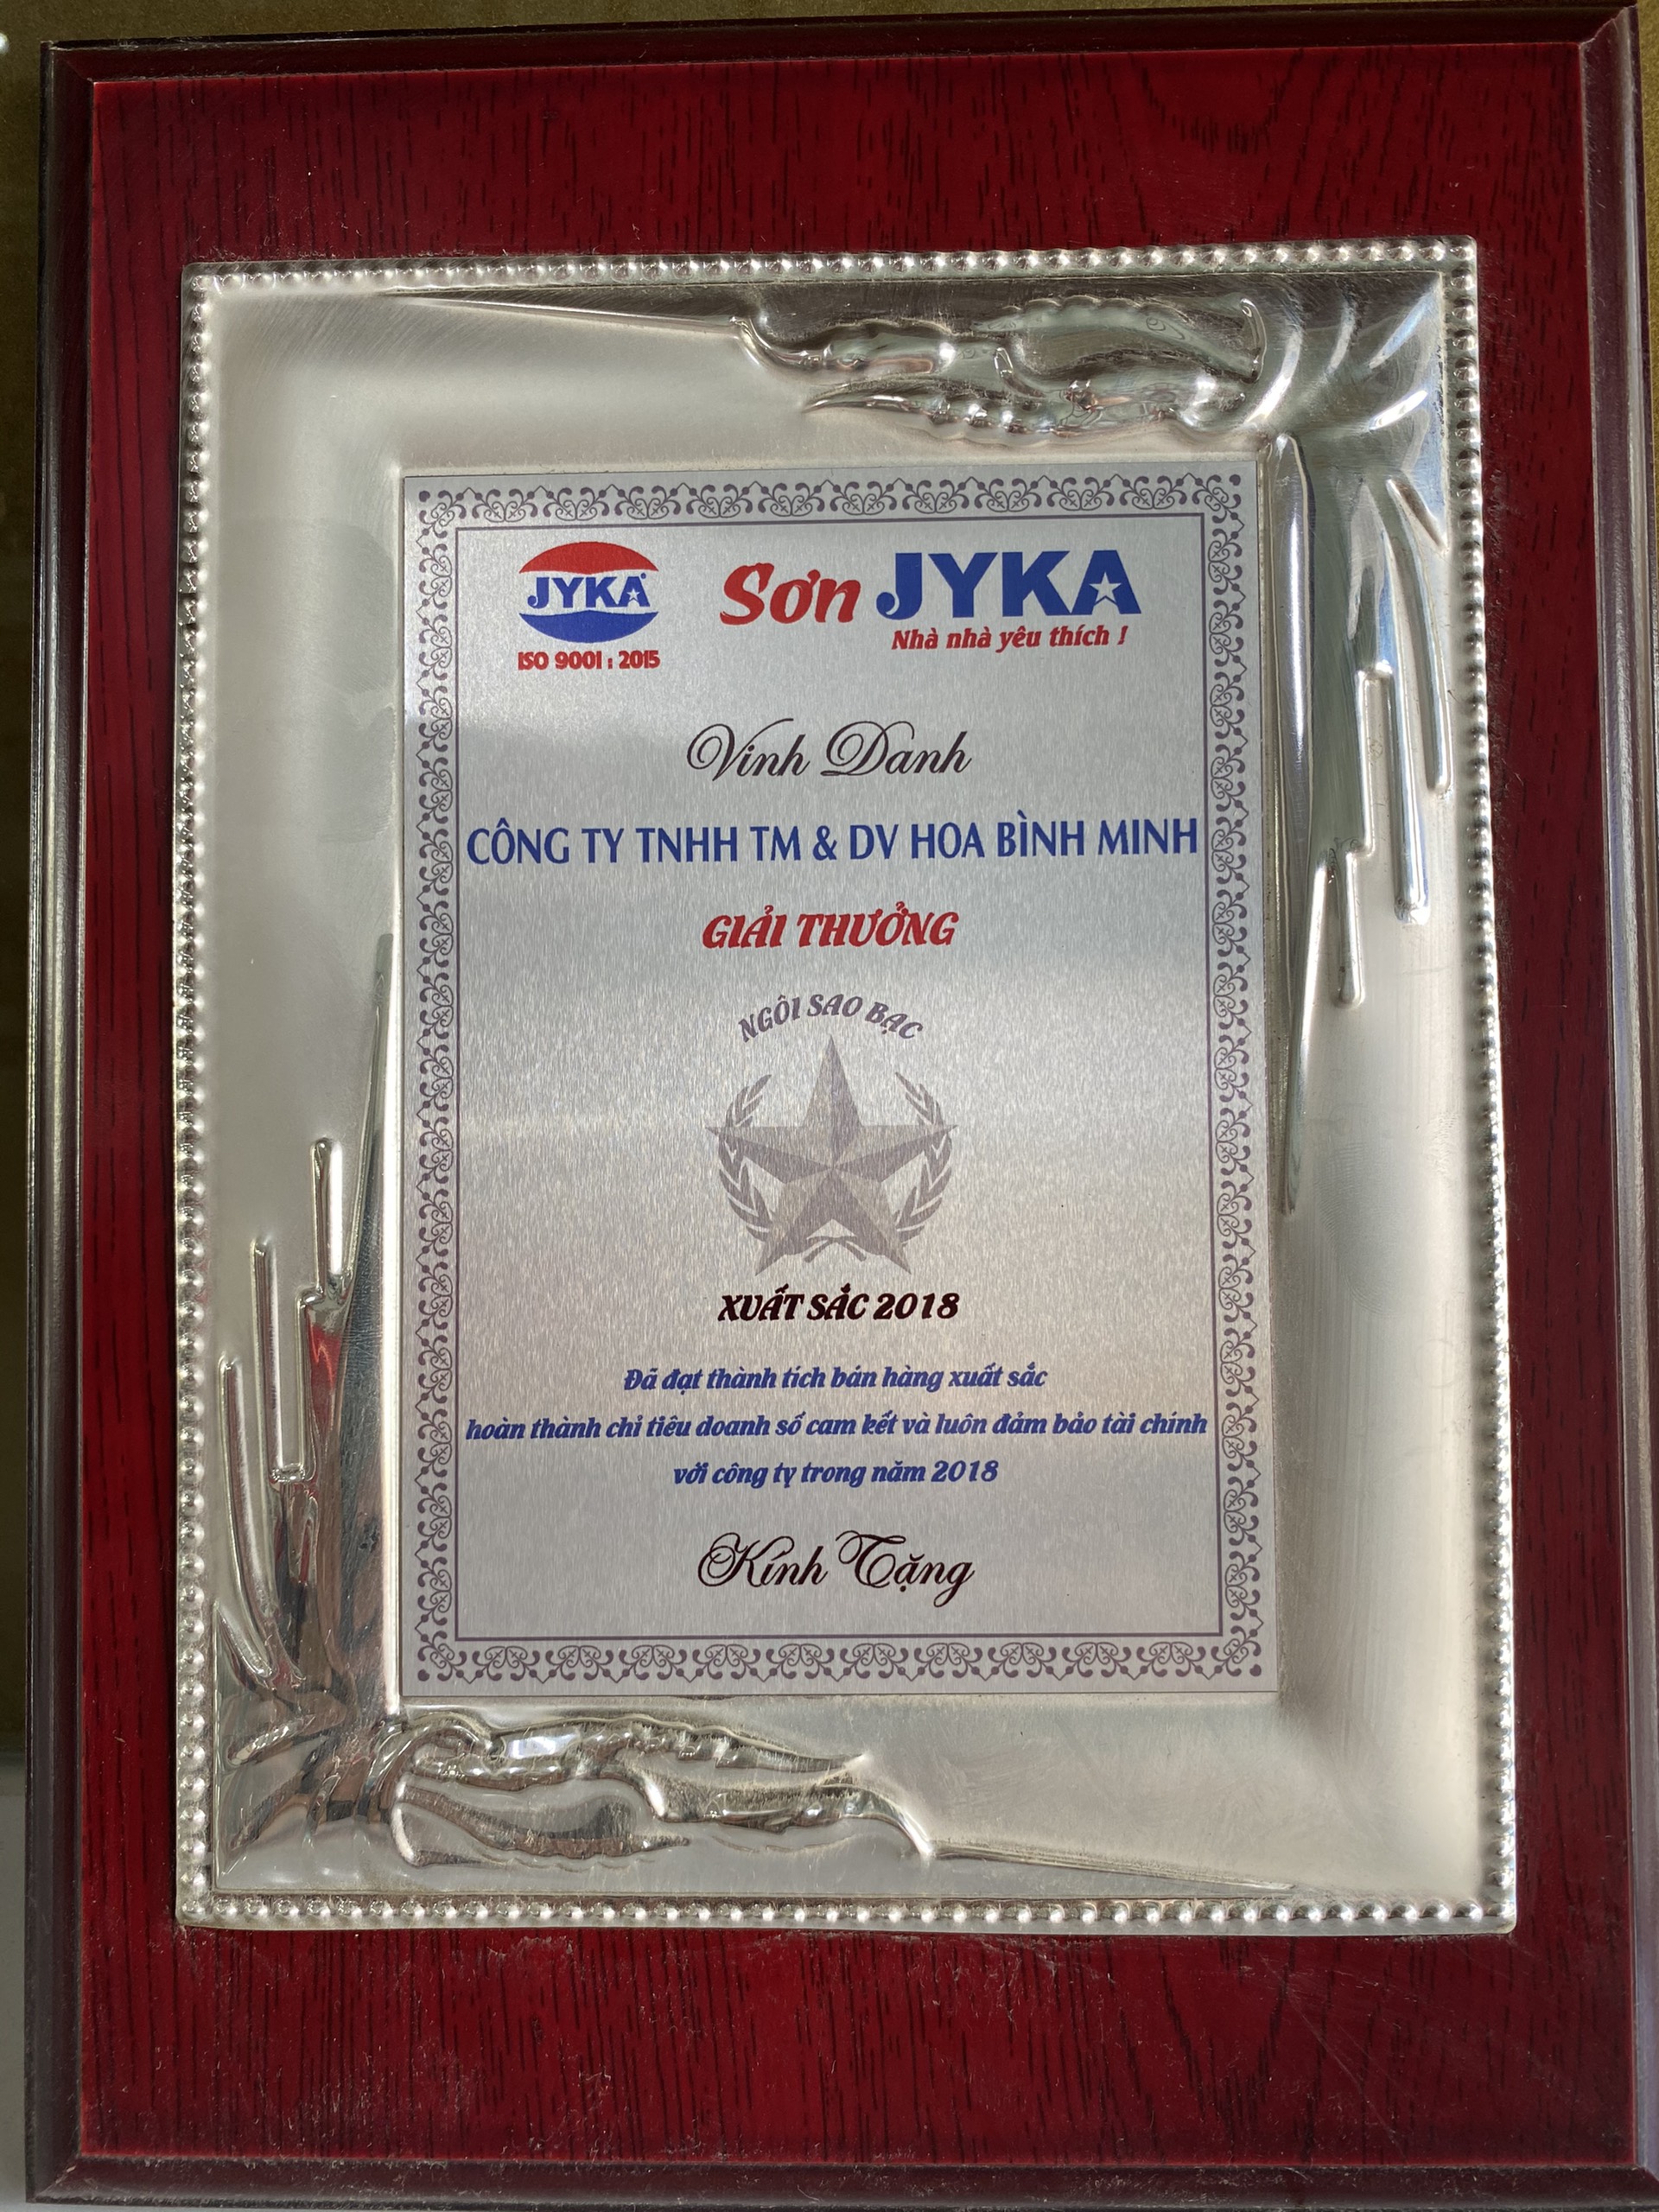 JYKA
ISO 9001 : 2015
Sơn JYKA
Nhà nhà yêu thích !
Vinh Danh
CÔNG TY TNHH TM & DV HOA BÌNH MINH
GIẢI THƯỞNG
NGÔI SAO BẠC
XUẤT SẮC 2018
Đã đạt thành tích bán hàng xuất sắc
hoàn thành chỉ tiêu doanh số cam kết và luôn đảm bảo tài chính
với công ty trong năm 2018
Kính Tặng